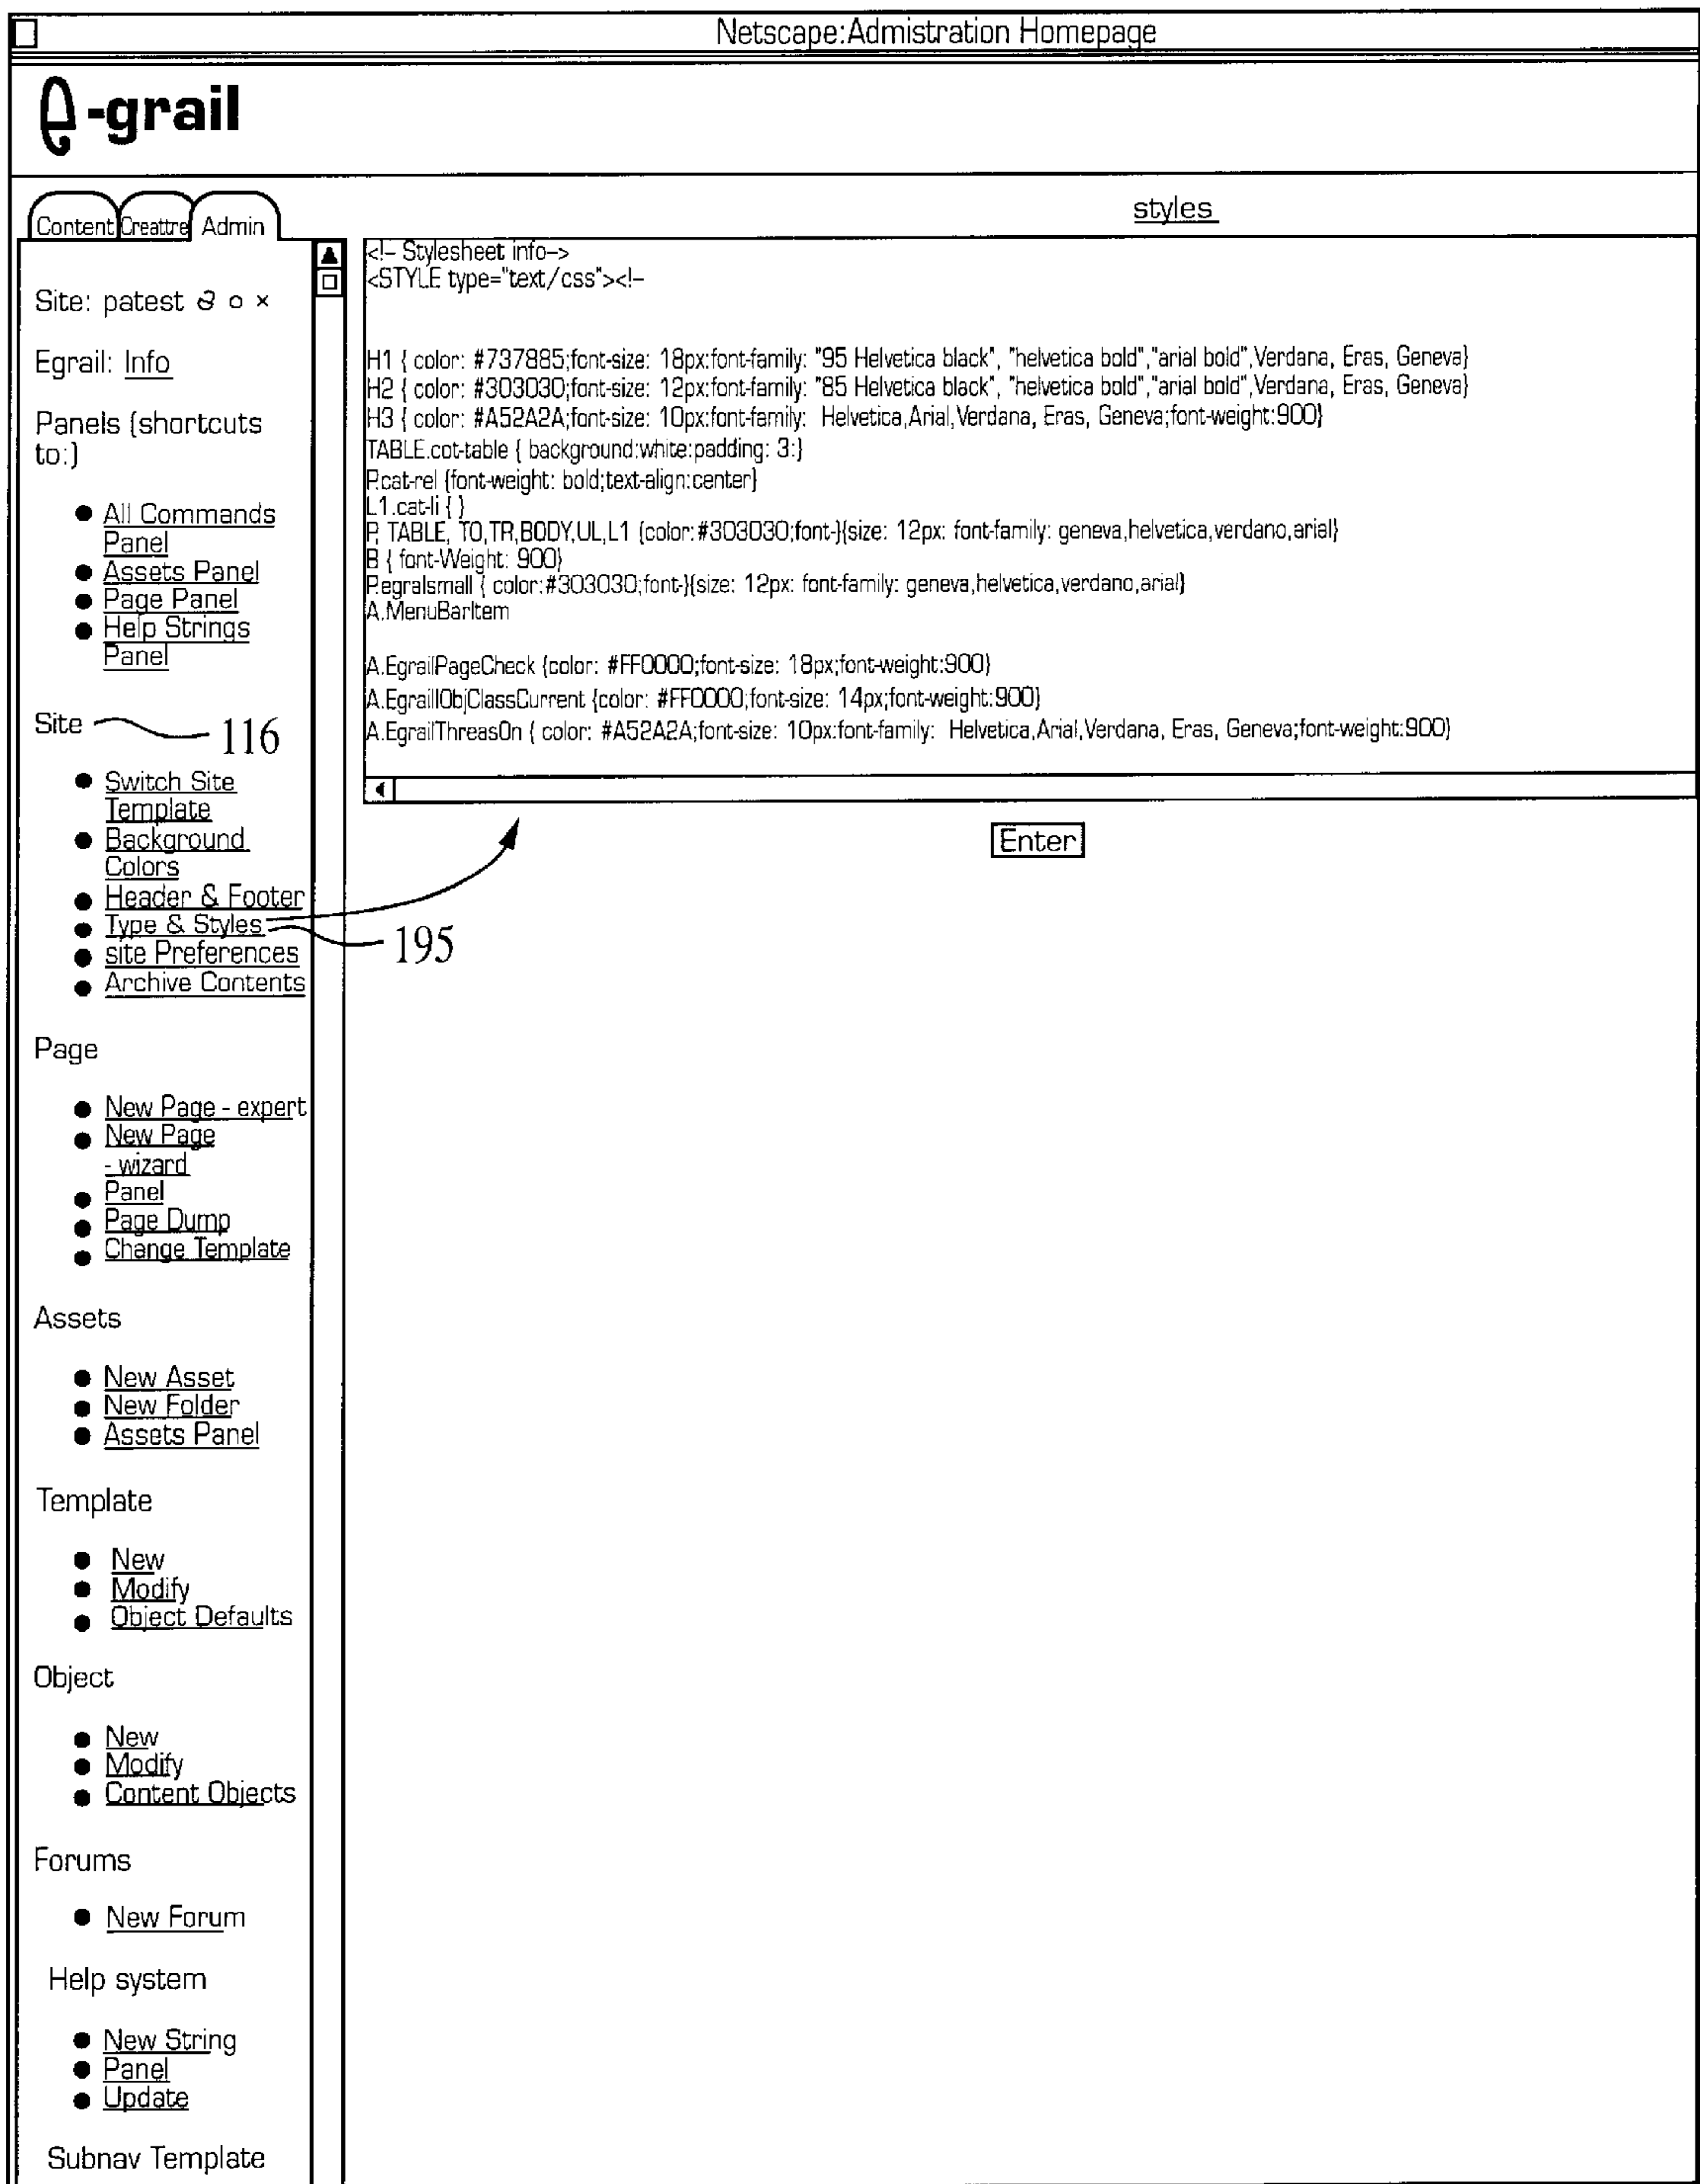 Netscape:Admistration Homepage
e-grail
Content Creattre Admin
Site: patest
Egrail: Info
Panels (shortcuts
to:)
All Commands
Panel
Assets Panel
Page Panel
Help Strings
Panel
Site 116
Switch Site
Template
Background
Colors
Header & Footer
Type & Styles 195
site Preferences
Archive Contents
Page
New Page - expert
New Page
- wizard
Panel
Page Dump
Change Template
Assets
New Asset
New Folder
Assets Panel
Template
New
Modify
Object Defaults
Object
New
Modify
Content Objects
Forums
New Forum
Help system
New String
Panel
Update
Subnav Template
styles
<!- Stylesheet info->
<STYLE type="text/css"><!-
H1 { color: #737885;font-size: 18px:font-family: "95 Helvetica black", "helvetica bold","arial bold",Verdana, Eras, Geneva}
H2 { color: #303030;font-size: 12px:font-family: "85 Helvetica black", "helvetica bold","arial bold",Verdana, Eras, Geneva}
H3 { color: #A52A2A;font-size: 10px:font-family: Helvetica,Arial,Verdana, Eras, Geneva;font-weight:900}
TABLE.cot-table { background:white:padding: 3:}
P.cat-rel {font-weight: bold;text-align:center}
L1.cat-li { }
P, TABLE, TO,TR,BODY,UL,L1 {color:#303030;font-}{size: 12px: font-family: geneva,helvetica,verdano,arial}
B { font-Weight: 900}
P.egralsmall { color:#303030;font-}{size: 12px: font-family: geneva,helvetica,verdano,arial}
A.MenuBarItem
A.EgrailPageCheck {color: #FF0000;font-size: 18px;font-weight:900}
A.EgraillObjClassCurrent {color: #FF0000;font-size: 14px;font-weight:900}
A.EgrailThreasOn { color: #A52A2A;font-size: 10px:font-family: Helvetica,Arial,Verdana, Eras, Geneva;font-weight:900}
Enter